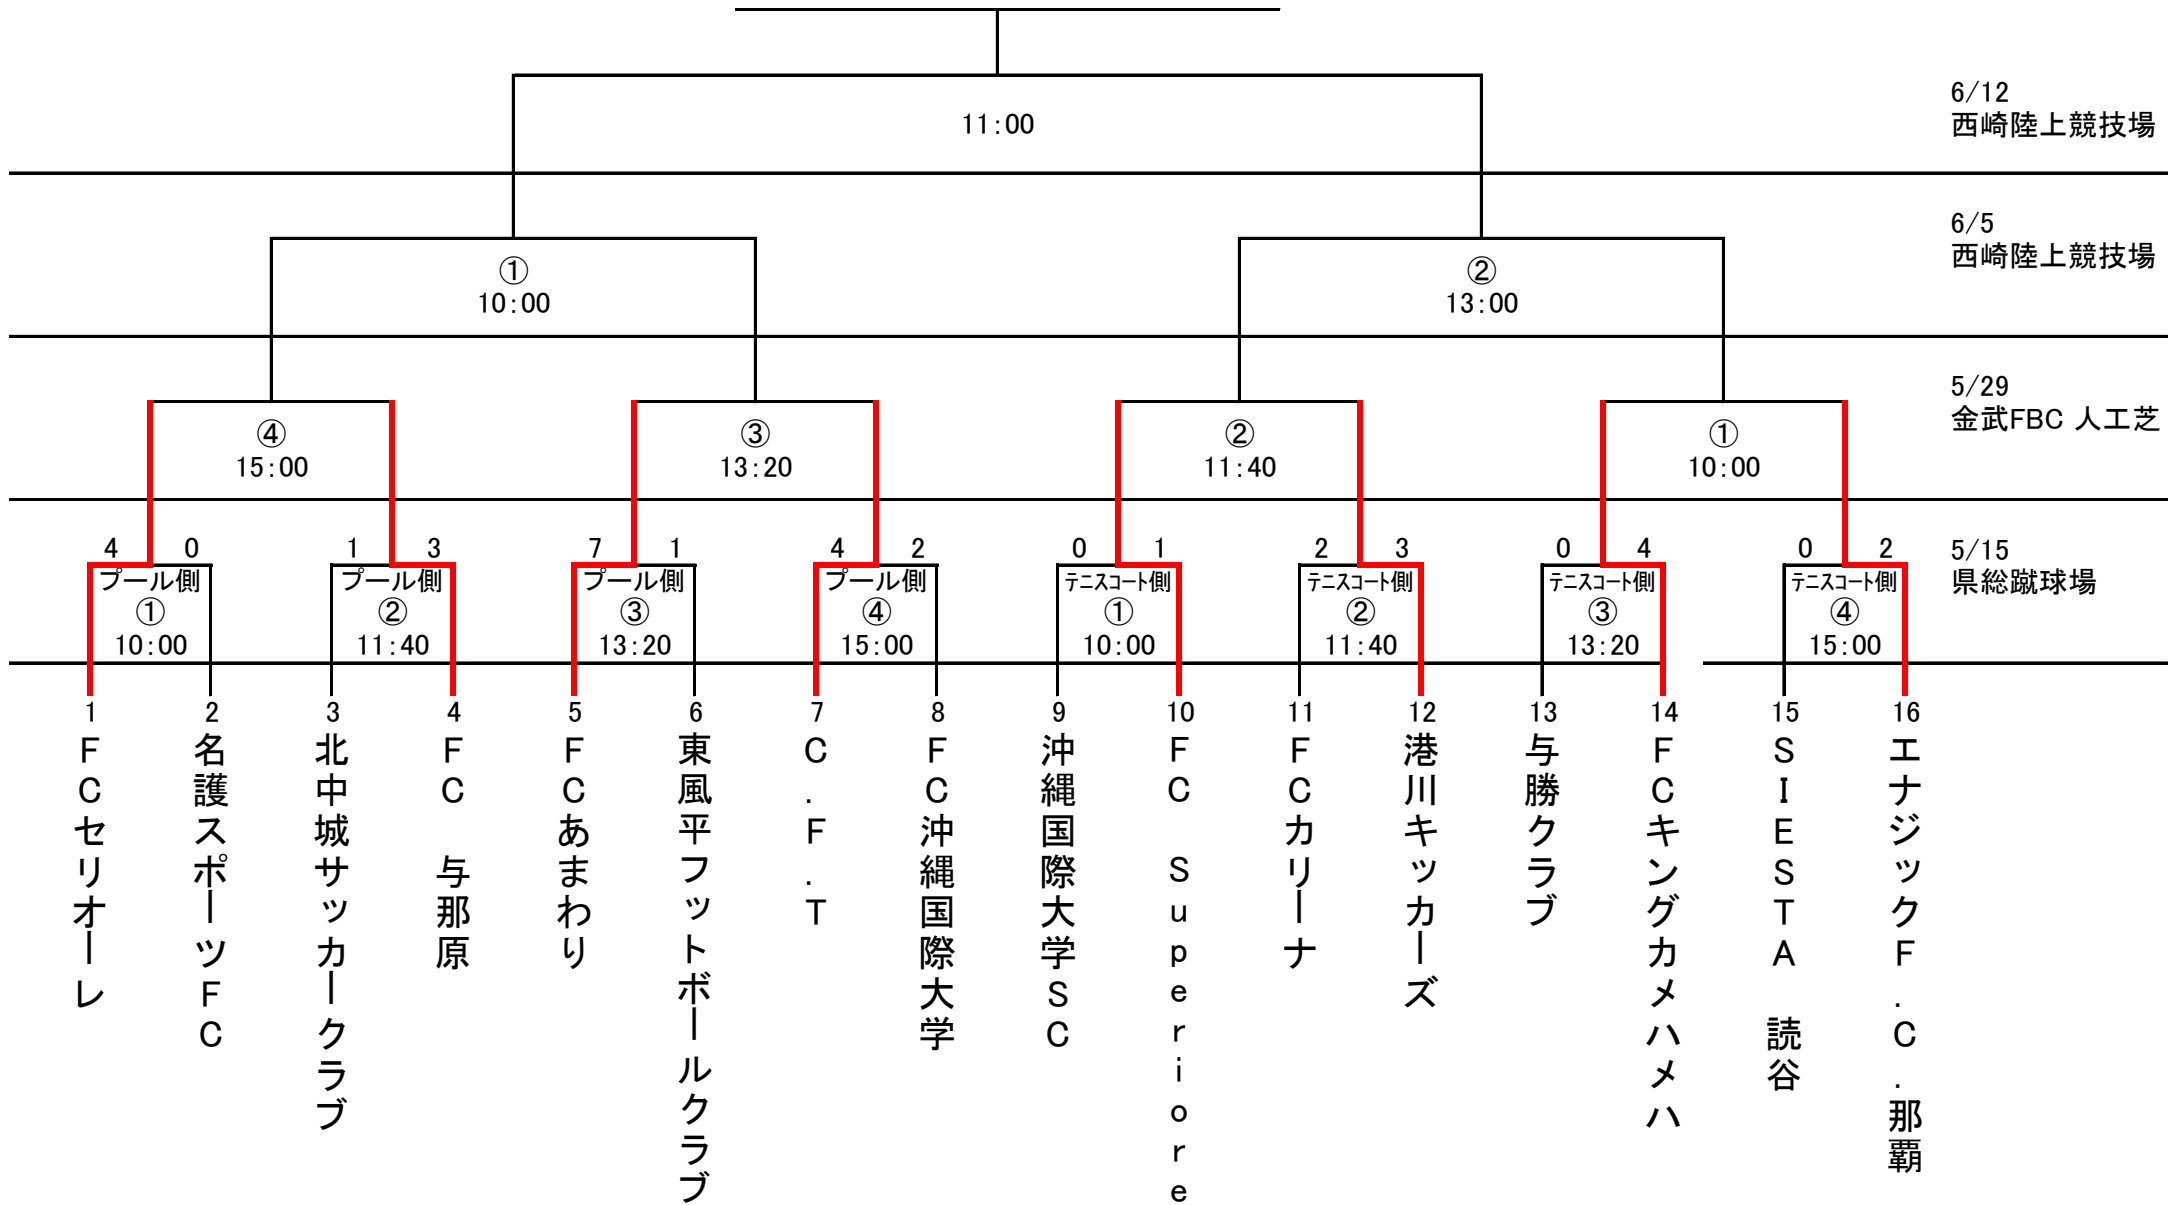 11:00
6/12
西崎陸上競技場
①
10:00
②
13:00
6/5
西崎陸上競技場
④
15:00
③
13:20
②
11:40
①
10:00
5/29
金武FBC 人工芝
4 0
1 3
7 1
4 2
0 1
2 3
0 4
0 2
5/15
県総蹴球場
プール側
①
10:00
プール側
②
11:40
プール側
③
13:20
プール側
④
15:00
テニスコート側
①
10:00
テニスコート側
②
11:40
テニスコート側
③
13:20
テニスコート側
④
15:00
1
FCセリオーレ
2
名護スポーツFC
3
北中城サッカークラブ
4
FC 与那原
5
FCあまわり
6
東風平フットボールクラブ
7
C.F.T
8
FC沖縄国際大学
9
沖縄国際大学SC
10
FC Superiore
11
FCカリーナ
12
港川キッカーズ
13
与勝クラブ
14
FCキングカメハメハ
15
SIESTA 読谷
16
エナジックF.C.那覇